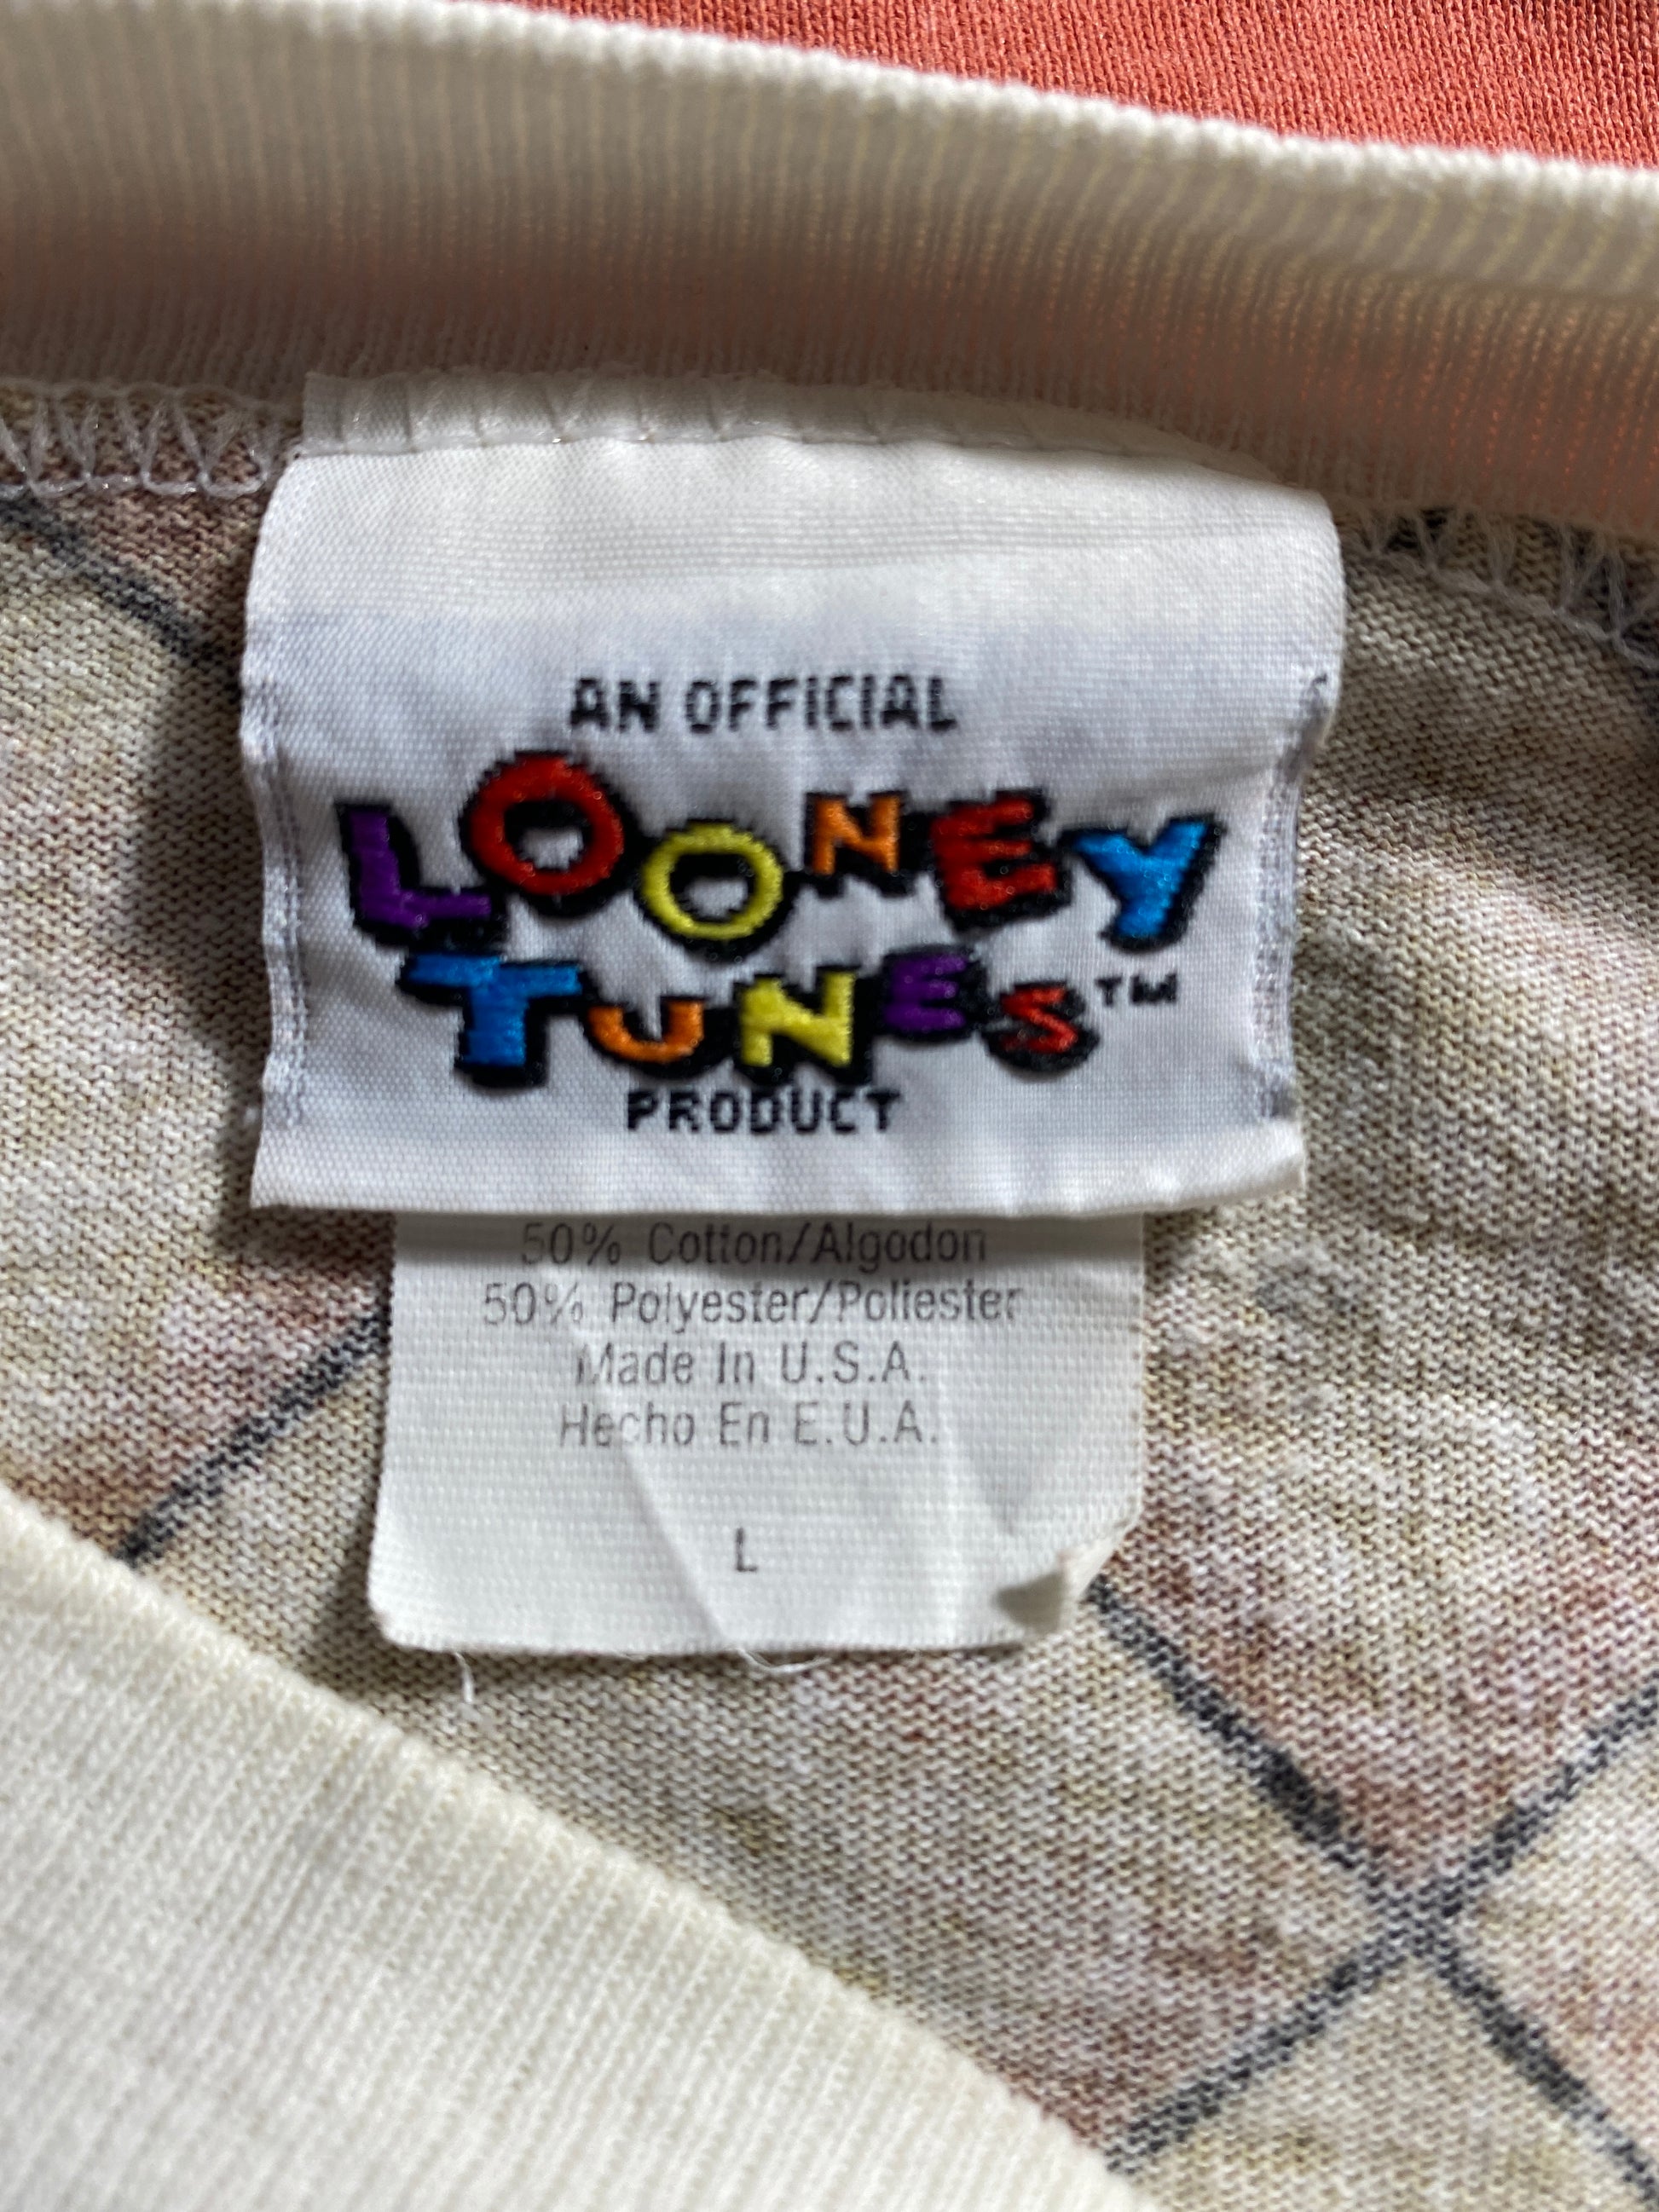 AN OFFICIAL
LOONEY
TUNES™
PRODUCT
50% Cotton/Algodon
50% Polyester/Poliester
Made In U.S.A.
Hecho En E.U.A.
L